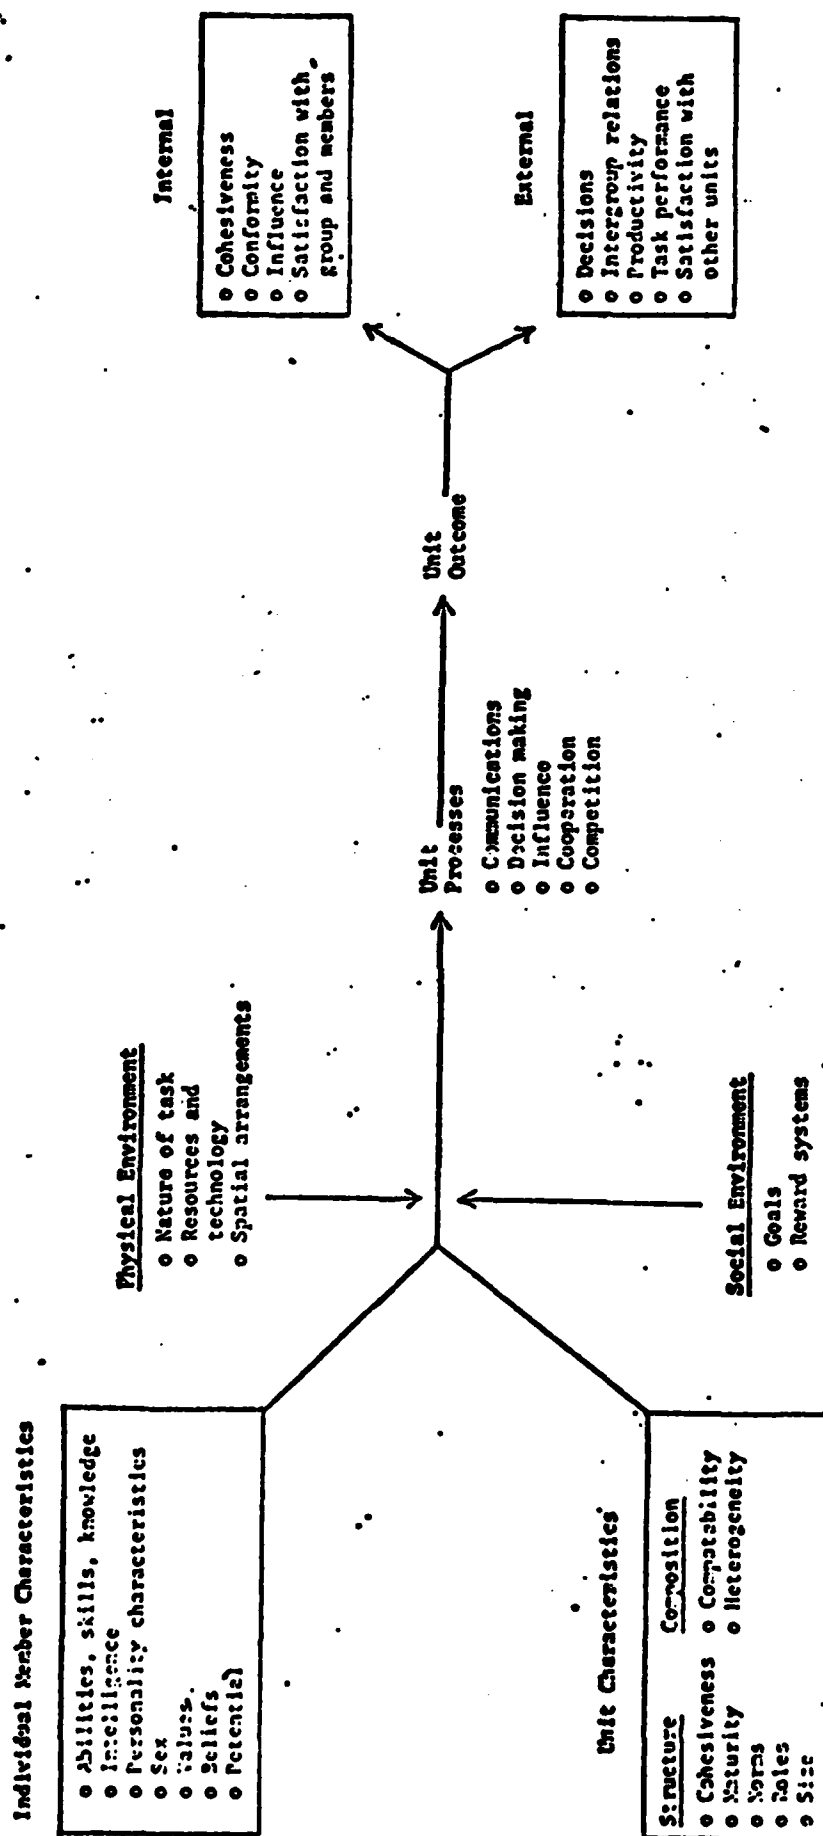 Individual Member Characteristics
o Abilities, skills, knowledge
o Intelligence
o Personality characteristics
o Sex
o Values.
o Beliefs
o Potential
Unit Characteristics
Structure
o Cohesiveness
o Maturity
o Norms
o Roles
o Size
Composition
o Compatability
o Heterogeneity
Physical Environment
o Nature of task
o Resources and
technology
o Spatial arrangements
Social Environment
o Goals
o Reward systems
Unit
Processes
o Communications
o Decision making
o Influence
o Cooperation
o Competition
Unit
Outcome
Internal
o Cohesiveness
o Conformity
o Influence
o Satisfaction with
group and members
External
o Decisions
o Intergroup relations
o Productivity
o Task performance
o Satisfaction with
other units